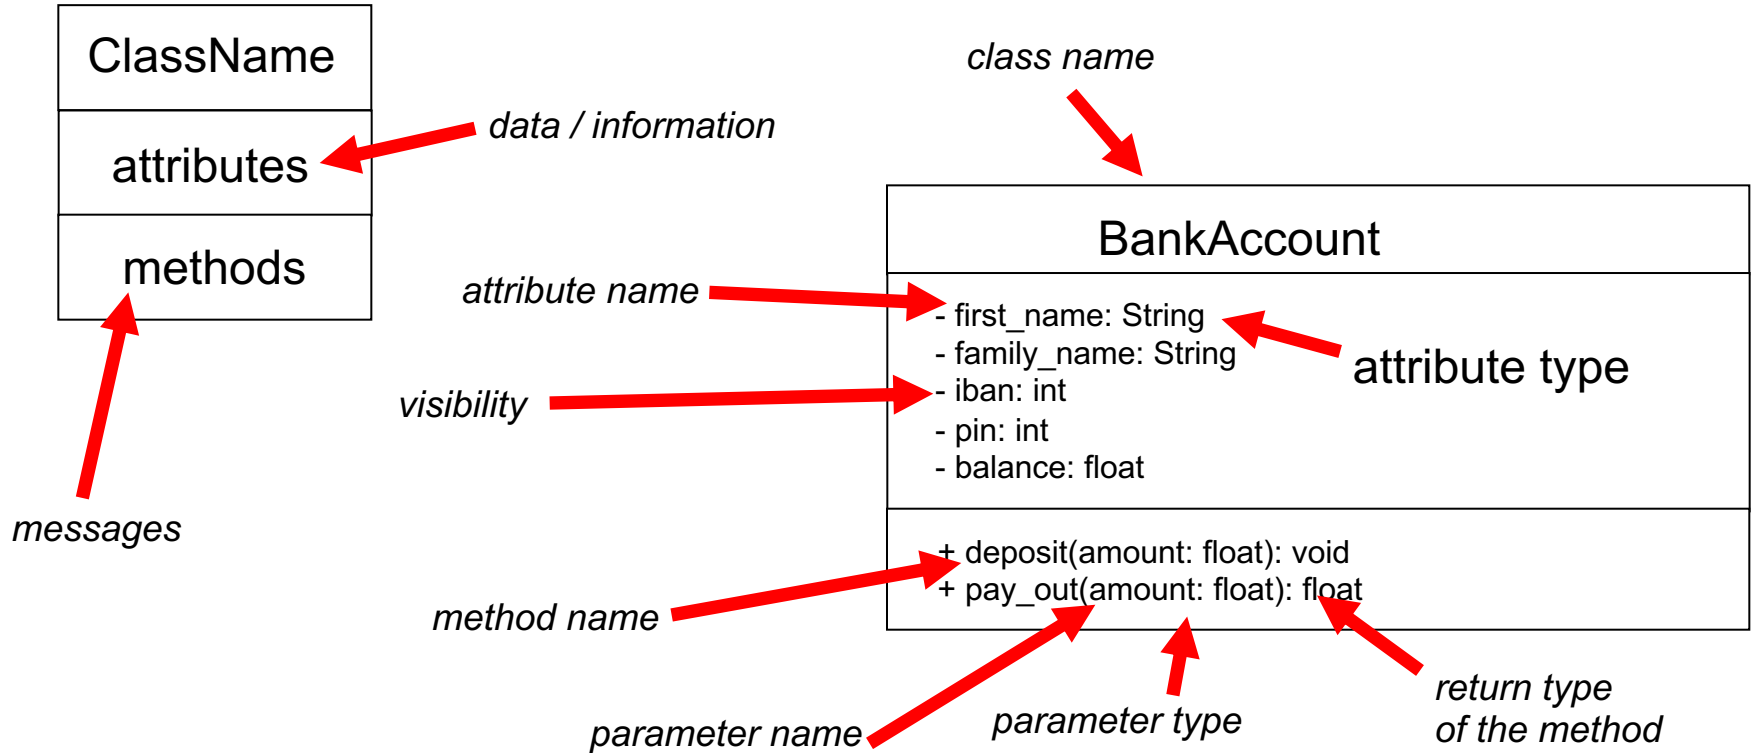 ClassName
attributes
methods
data / information
messages
class name
BankAccount
attribute name
- first_name: String
- family_name: String
attribute type
visibility
- iban: int
- pin: int
- balance: float
+ deposit(amount: float): void
+ pay_out(amount: float): float
method name
parameter name
parameter type
return type
of the method